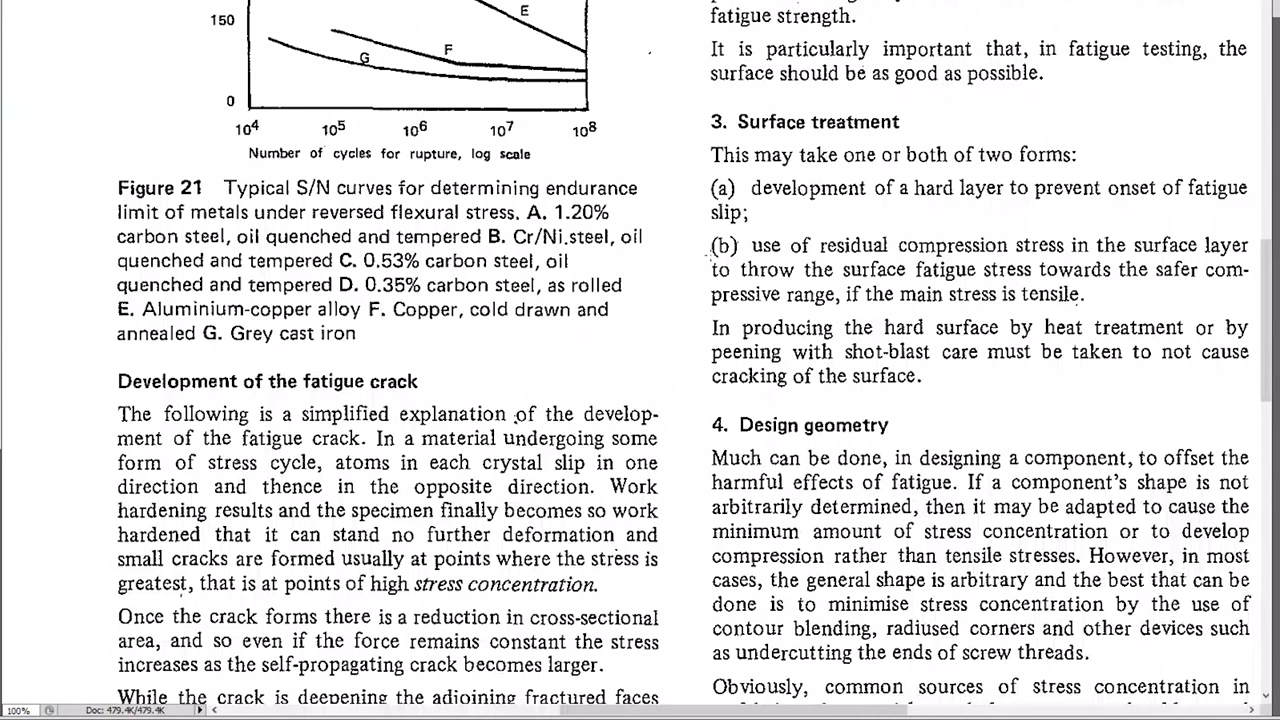 150
E
F
G
0
10⁴ 10⁵ 10⁶ 10⁷ 10⁸
Number of cycles for rupture, log scale
Figure 21 Typical S/N curves for determining endurance
limit of metals under reversed flexural stress. A. 1.20%
carbon steel, oil quenched and tempered B. Cr/Ni.steel, oil
quenched and tempered C. 0.53% carbon steel, oil
quenched and tempered D. 0.35% carbon steel, as rolled
E. Aluminium-copper alloy F. Copper, cold drawn and
annealed G. Grey cast iron
Development of the fatigue crack
The following is a simplified explanation of the develop-
ment of the fatigue crack. In a material undergoing some
form of stress cycle, atoms in each crystal slip in one
direction and thence in the opposite direction. Work
hardening results and the specimen finally becomes so work
hardened that it can stand no further deformation and
small cracks are formed usually at points where the stress is
greatest, that is at points of high stress concentration.
Once the crack forms there is a reduction in cross-sectional
area, and so even if the force remains constant the stress
increases as the self-propagating crack becomes larger.
While the crack is deepening the adjoining fractured faces
fatigue strength.
It is particularly important that, in fatigue testing, the
surface should be as good as possible.
3. Surface treatment
This may take one or both of two forms:
(a) development of a hard layer to prevent onset of fatigue
slip;
(b) use of residual compression stress in the surface layer
to throw the surface fatigue stress towards the safer com-
pressive range, if the main stress is tensile.
In producing the hard surface by heat treatment or by
peening with shot-blast care must be taken to not cause
cracking of the surface.
4. Design geometry
Much can be done, in designing a component, to offset the
harmful effects of fatigue. If a component's shape is not
arbitrarily determined, then it may be adapted to cause the
minimum amount of stress concentration or to develop
compression rather than tensile stresses. However, in most
cases, the general shape is arbitrary and the best that can be
done is to minimise stress concentration by the use of
contour blending, radiused corners and other devices such
as undercutting the ends of screw threads.
Obviously, common sources of stress concentration in
100% Doc: 479.4K/479.4K